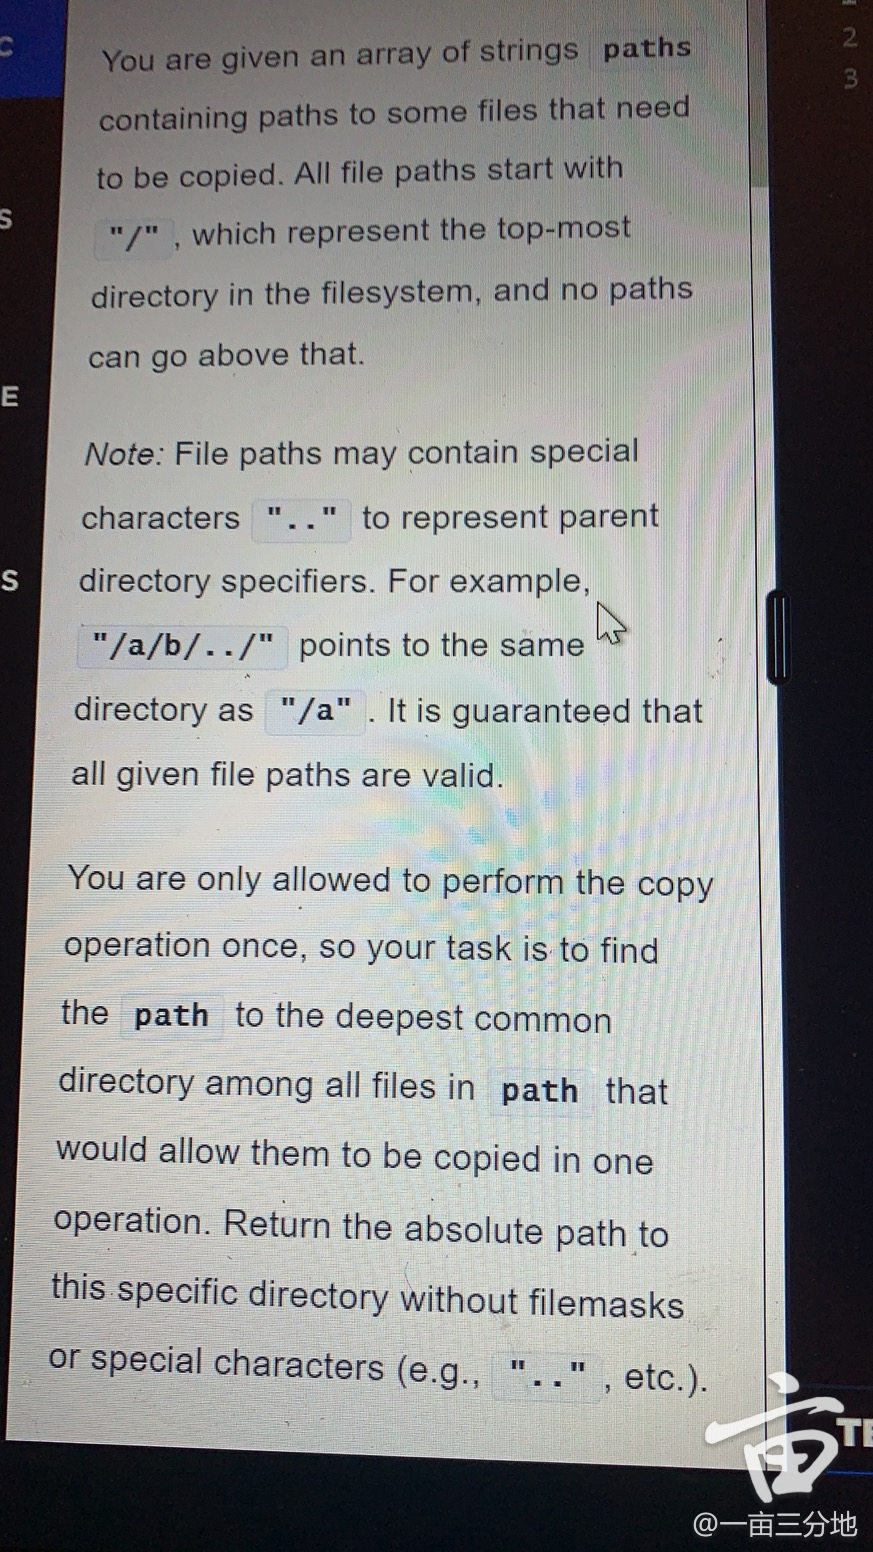 C
2
3
S
E
S
You are given an array of strings paths
containing paths to some files that need
to be copied. All file paths start with
"/" , which represent the top-most
directory in the filesystem, and no paths
can go above that.
Note: File paths may contain special
characters ".." to represent parent
directory specifiers. For example,
"/a/b/../" points to the same
directory as "/a" . It is guaranteed that
all given file paths are valid.
You are only allowed to perform the copy
operation once, so your task is to find
the path to the deepest common
directory among all files in path that
would allow them to be copied in one
operation. Return the absolute path to
this specific directory without filemasks
or special characters (e.g., ".." , etc.).
亩
TE
@一亩三分地